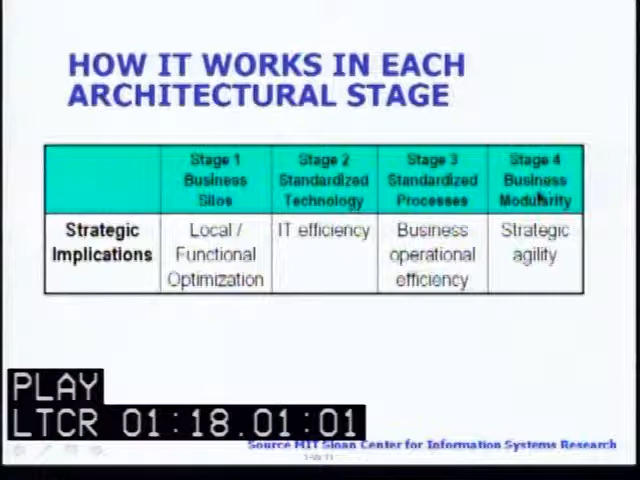 HOW IT WORKS IN EACH
ARCHITECTURAL STAGE
Stage 1 Business Silos
Stage 2 Standardized Technology
Stage 3 Standardized Processes
Stage 4 Business Modularity
Strategic Implications
Local / Functional Optimization
IT efficiency
Business operational efficiency
Strategic agility
PLAY
LTCR 01:18.01:01
Source MIT Sloan Center for Information Systems Research